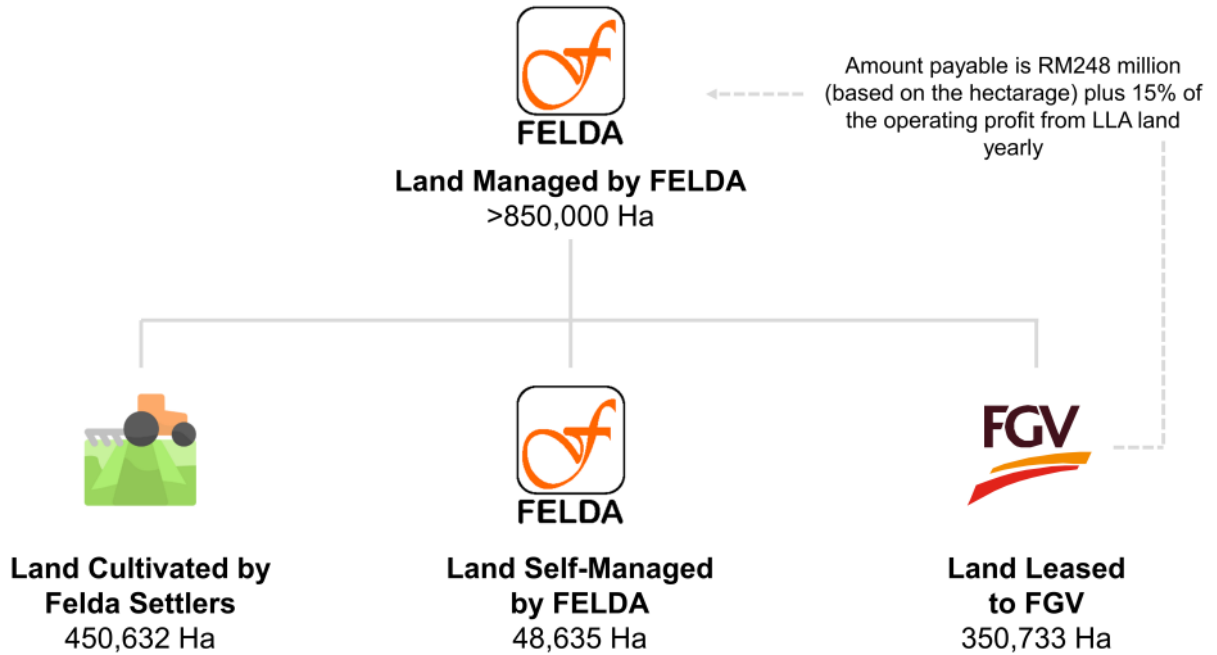 FELDA
Land Managed by FELDA
>850,000 Ha
Amount payable is RM248 million
(based on the hectarage) plus 15% of
the operating profit from LLA land
yearly
Land Cultivated by
Felda Settlers
450,632 Ha
FELDA
Land Self-Managed
by FELDA
48,635 Ha
FGV
Land Leased
to FGV
350,733 Ha